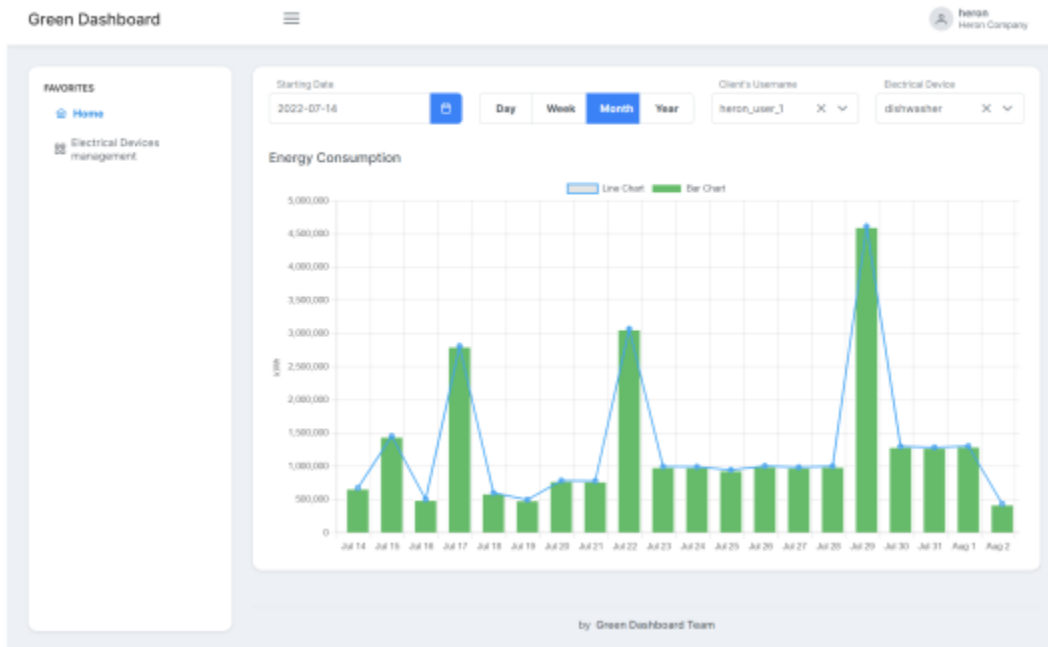 Green Dashboard
heron
Heron Company
FAVORITES
Home
Electrical Devices
management
Starting Date
2022-07-14
Day Week Month Year
Client's Username
heron_user_1
Electrical Device
dishwasher
Energy Consumption
Line Chart Bar Chart
5,000,000
4,500,000
4,000,000
3,500,000
3,000,000
2,500,000
2,000,000
1,500,000
1,000,000
500,000
0
kWh
Jul 14 Jul 15 Jul 16 Jul 17 Jul 18 Jul 19 Jul 20 Jul 21 Jul 22 Jul 23 Jul 24 Jul 25 Jul 26 Jul 27 Jul 28 Jul 29 Jul 30 Jul 31 Aug 1 Aug 2
by Green Dashboard Team